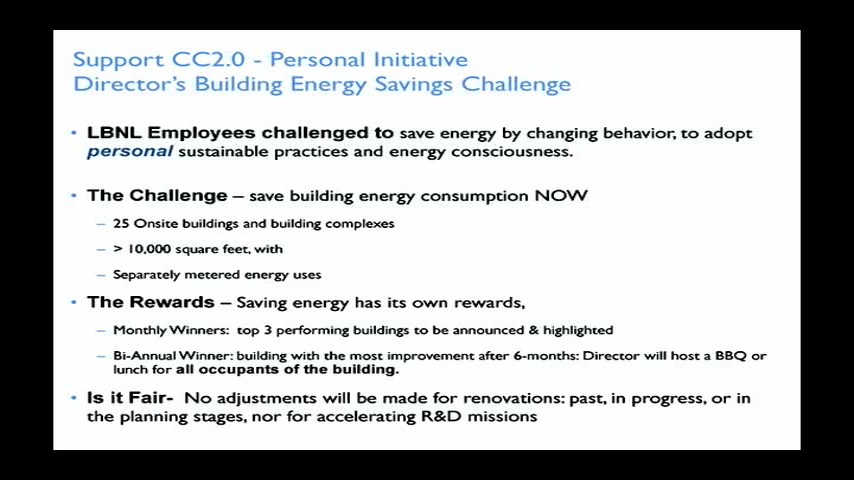 Support CC2.0 - Personal Initiative
Director's Building Energy Savings Challenge
• LBNL Employees challenged to save energy by changing behavior, to adopt
personal sustainable practices and energy consciousness.
• The Challenge – save building energy consumption NOW
– 25 Onsite buildings and building complexes
– > 10,000 square feet, with
– Separately metered energy uses
• The Rewards – Saving energy has its own rewards,
– Monthly Winners: top 3 performing buildings to be announced & highlighted
– Bi-Annual Winner: building with the most improvement after 6-months: Director will host a BBQ or
lunch for all occupants of the building.
• Is it Fair- No adjustments will be made for renovations: past, in progress, or in
the planning stages, nor for accelerating R&D missions